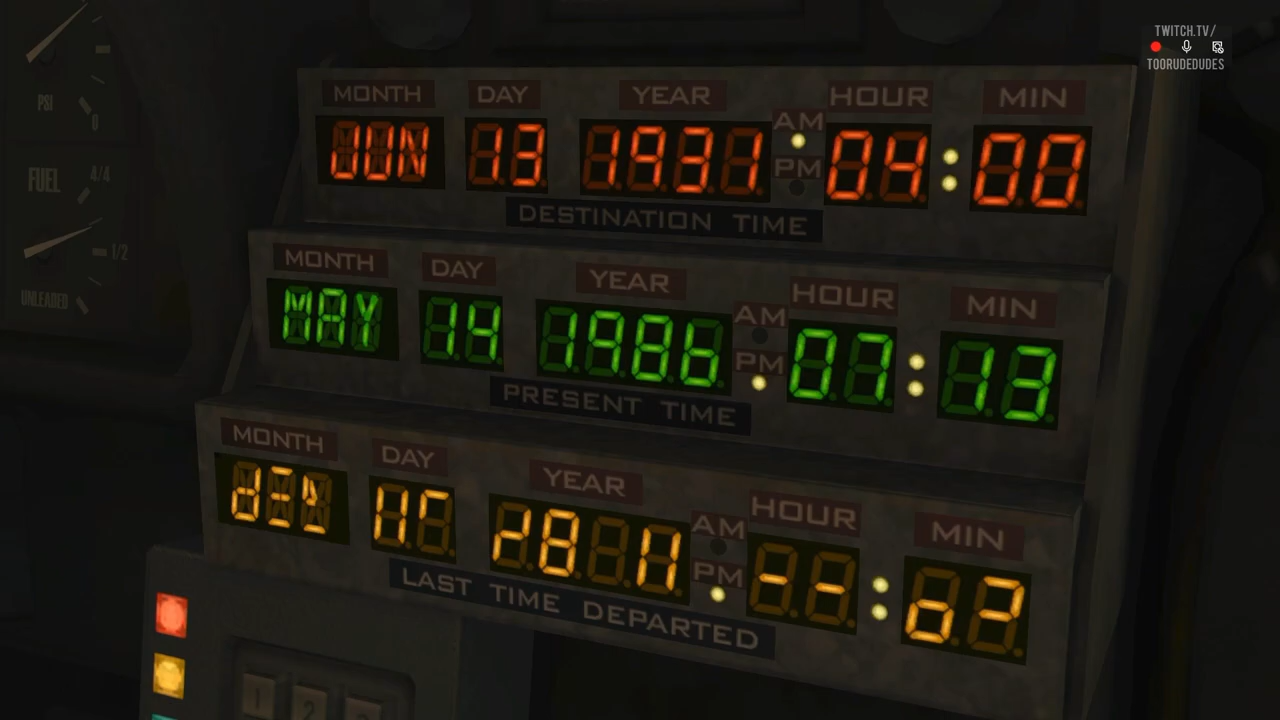 TWITCH.TV/
TOORUDEDUDES
PSI
0
FUEL
4/4
1/2
UNLEADED
MONTH DAY YEAR AM PM HOUR MIN
JUN 13 1931 04:00
DESTINATION TIME
MONTH DAY YEAR AM PM HOUR MIN
MAY 14 1986 07:13
PRESENT TIME
MONTH DAY YEAR AM PM HOUR MIN
LAST TIME DEPARTED
1 2